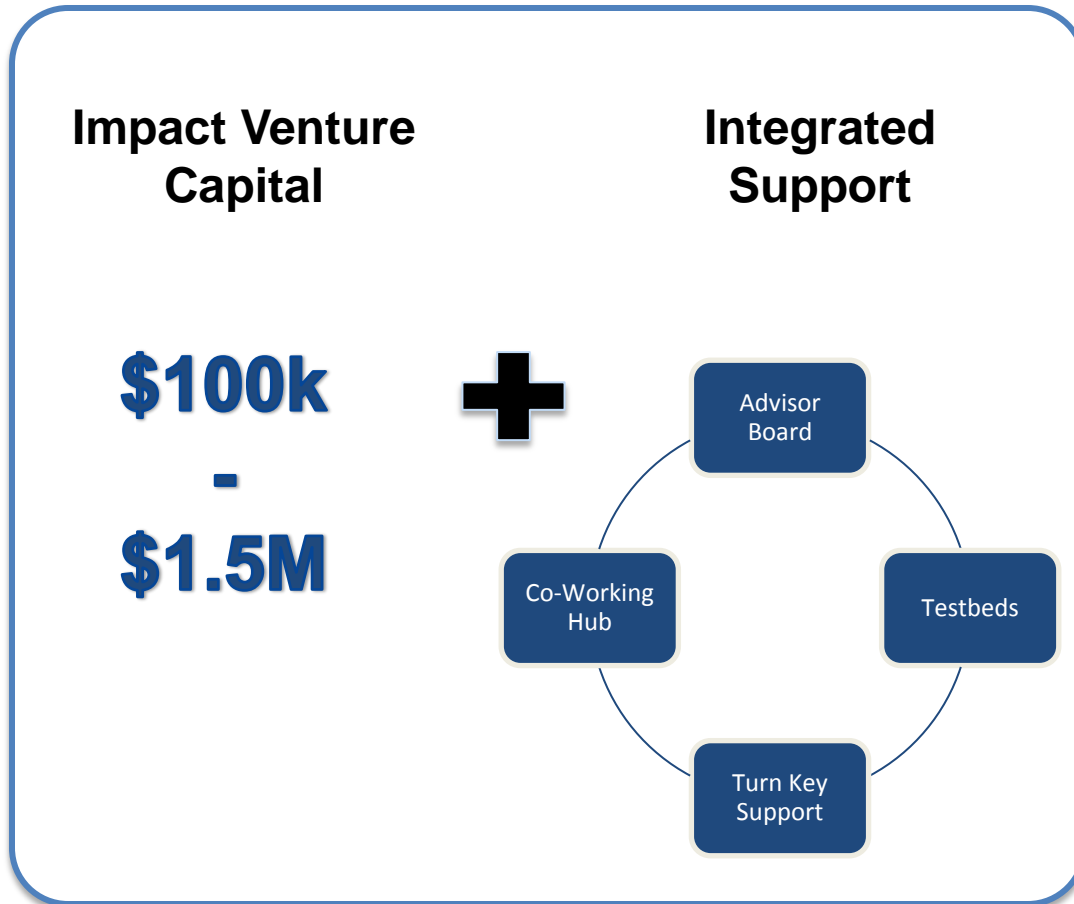 Impact Venture
Capital
Integrated
Support
$100k
-
$1.5M
Advisor
Board
Co-Working
Hub
Testbeds
Turn Key
Support